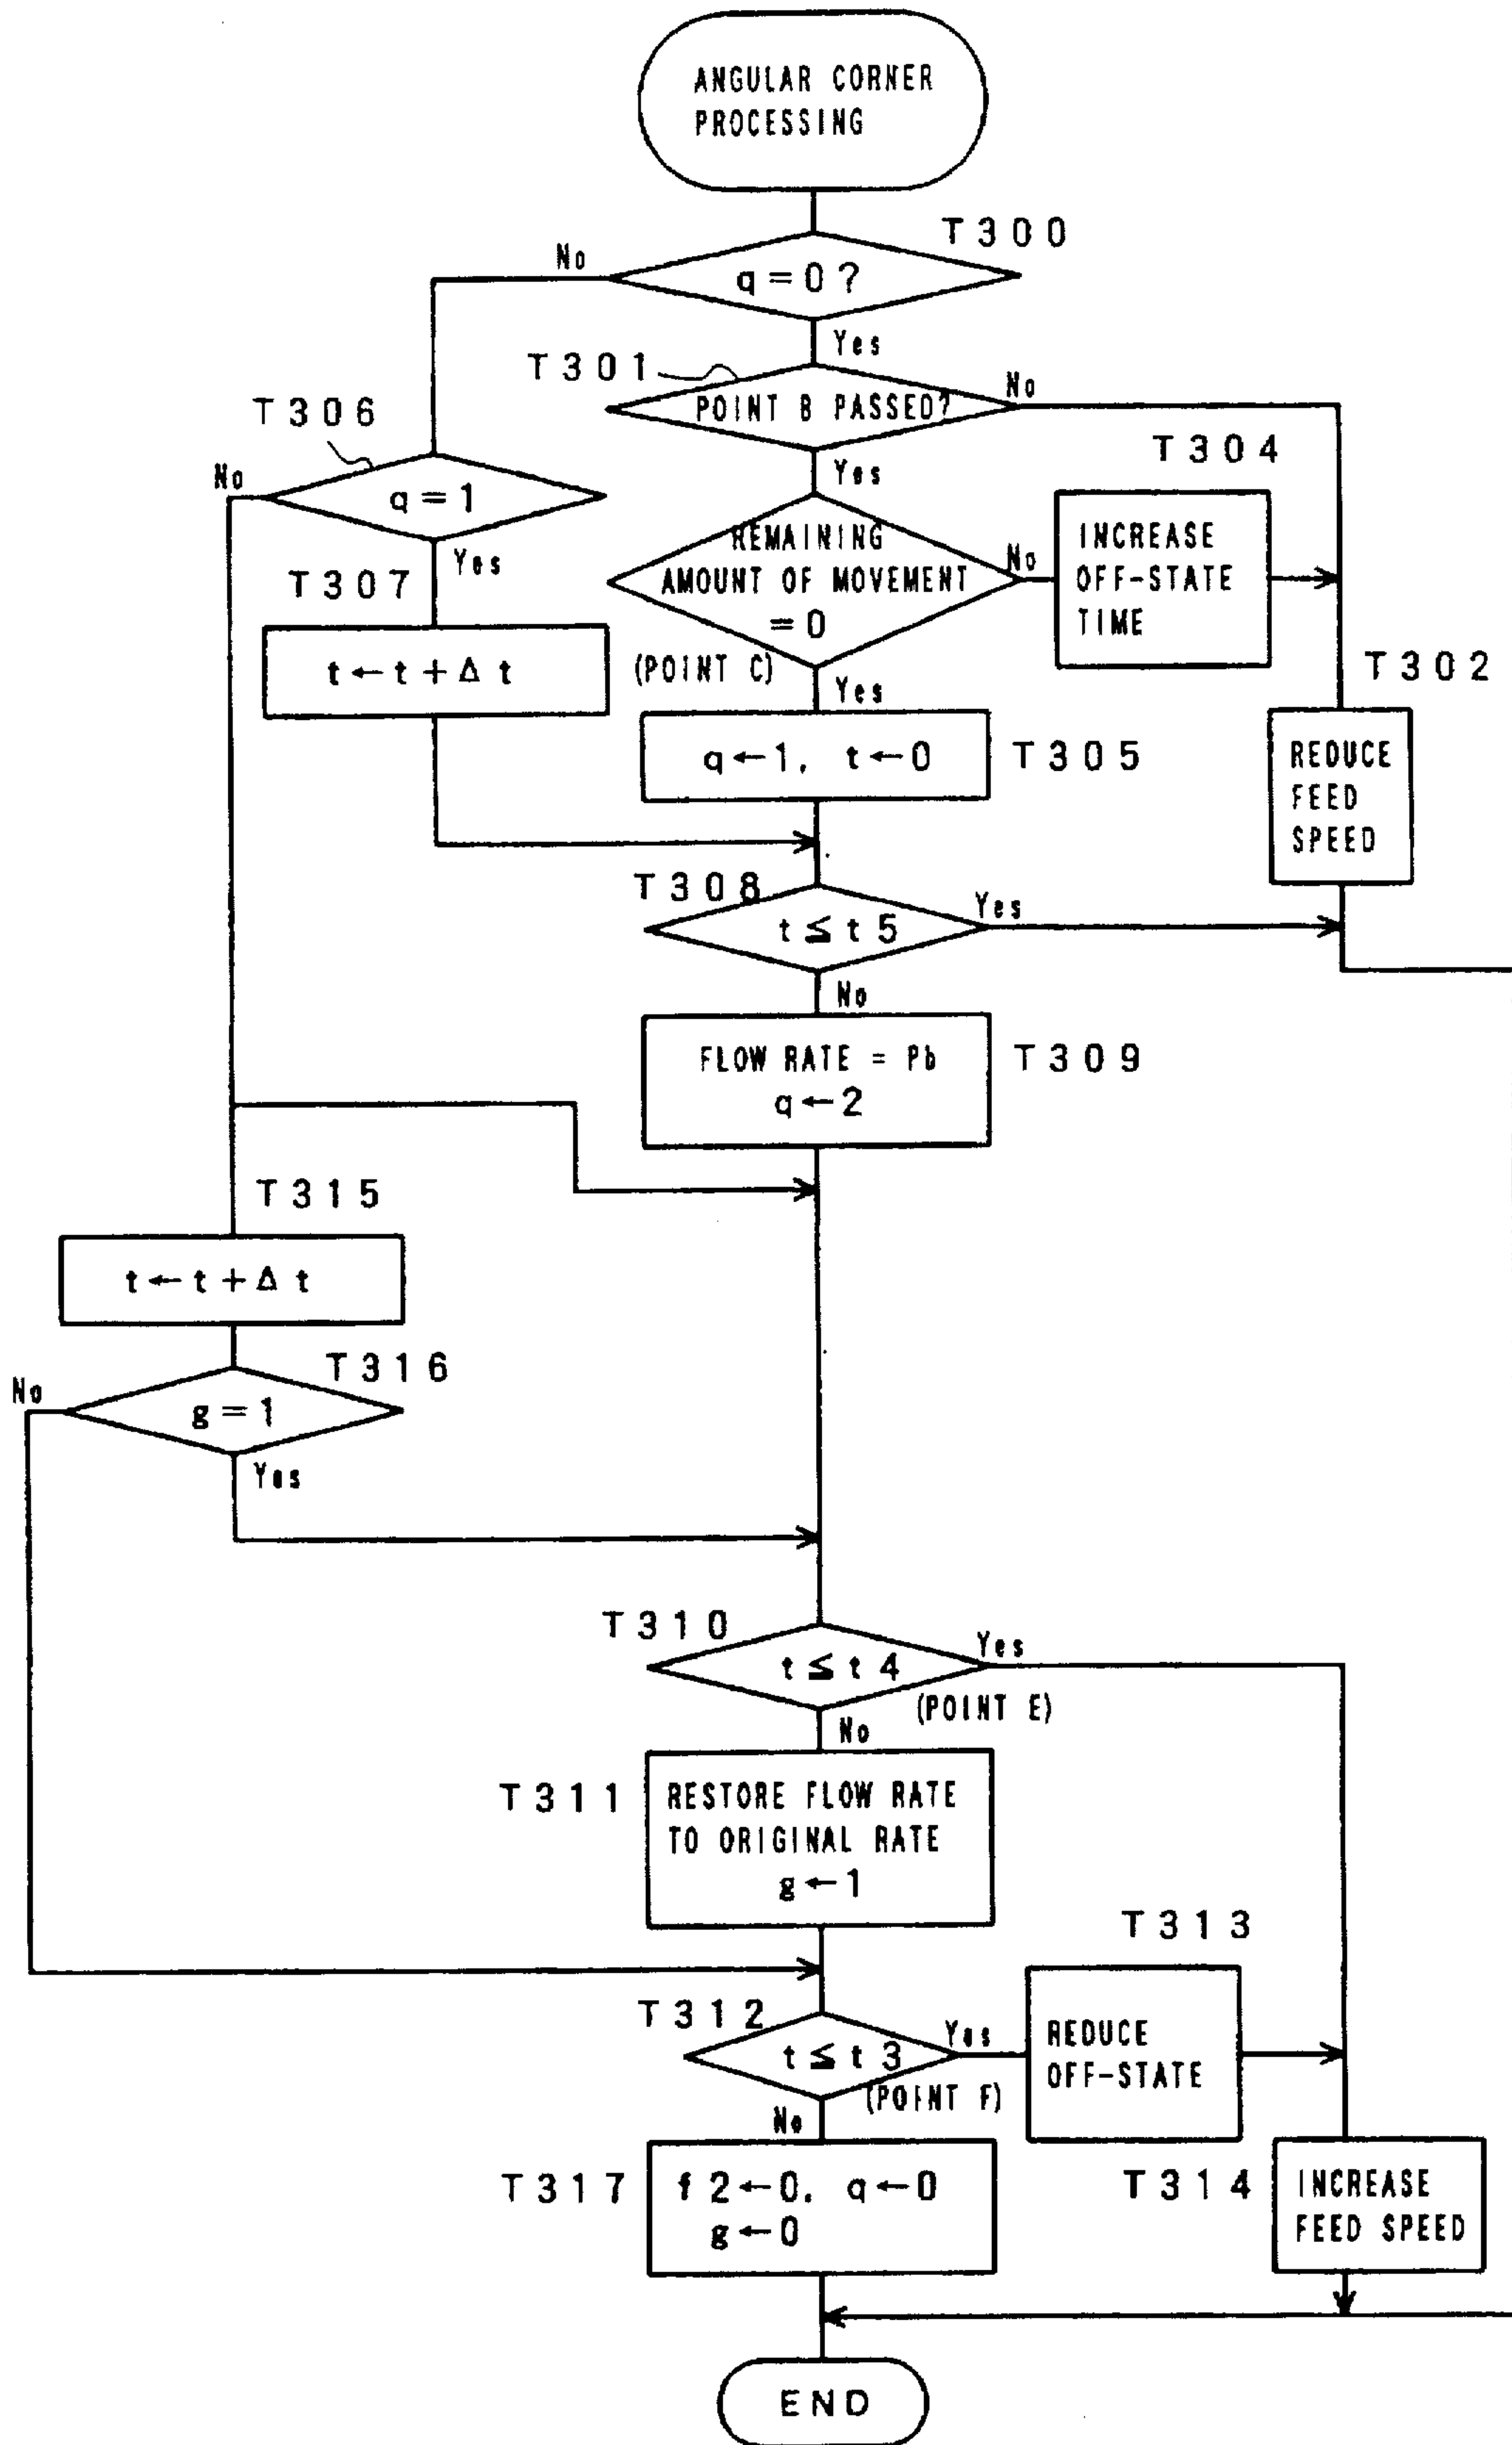 ANGULAR CORNER
PROCESSING
T300
No
q=0?
Yes
T301
POINT B PASSED?
No
T306
T304
No
q=1
Yes
Yes
REMAINING
AMOUNT OF MOVEMENT
=0
No
INCREASE
OFF-STATE
TIME
T307
t←t+Δt
(POINT C)
Yes
T302
q←1, t←0
T305
REDUCE
FEED
SPEED
T308
t≦t5
Yes
No
FLOW RATE = Pb
q←2
T309
T315
t←t+Δt
T316
No
g=1
Yes
T310
t≦t4
Yes
(POINT E)
No
T311
RESTORE FLOW RATE
TO ORIGINAL RATE
g←1
T313
T312
t≦t3
Yes
(POINT F)
No
REDUCE
OFF-STATE
T317
f2←0. q←0
g←0
T314
INCREASE
FEED SPEED
END